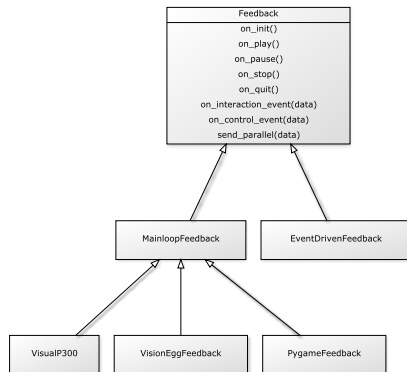 Feedback
on_init()
on_play()
on_pause()
on_stop()
on_quit()
on_interaction_event(data)
on_control_event(data)
send_parallel(data)
MainloopFeedback
EventDrivenFeedback
VisualP300
VisionEggFeedback
PygameFeedback